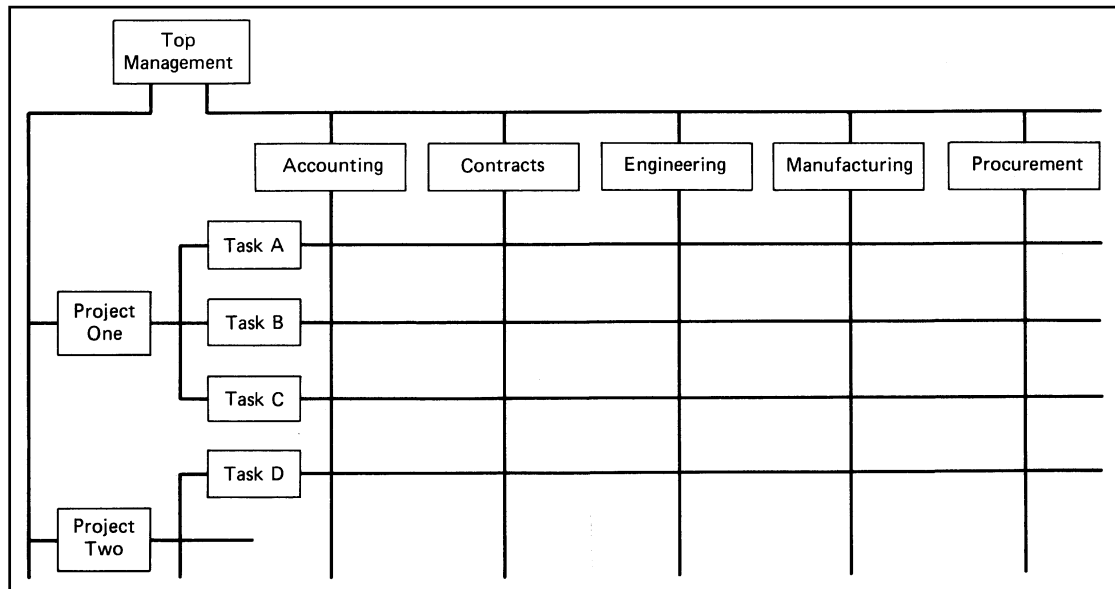 Top
Management
Accounting
Contracts
Engineering
Manufacturing
Procurement
Task A
Project
One
Task B
Task C
Task D
Project
Two